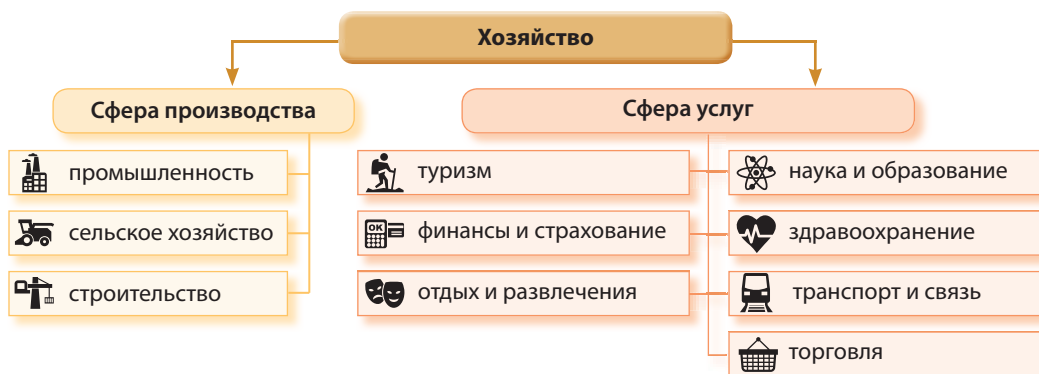 Хозяйство
Сфера производства
промышленность
сельское хозяйство
строительство
Сфера услуг
туризм
финансы и страхование
OK
отдых и развлечения
наука и образование
здравоохранение
транспорт и связь
торговля